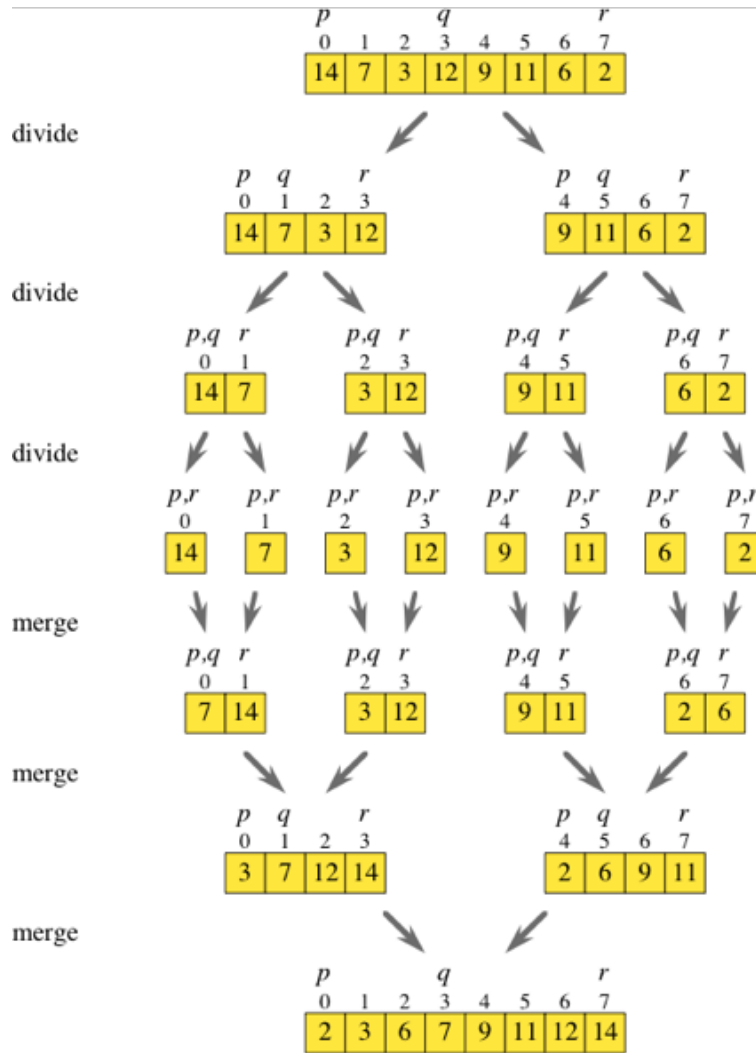 p q r
0 1 2 3 4 5 6 7
14 7 3 12 9 11 6 2
divide
p q r p q r
0 1 2 3 4 5 6 7
14 7 3 12 9 11 6 2
divide
p,q r p,q r p,q r p,q r
0 1 2 3 4 5 6 7
14 7 3 12 9 11 6 2
divide
p,r p,r p,r p,r p,r p,r p,r p,r
0 1 2 3 4 5 6 7
14 7 3 12 9 11 6 2
merge
p,q r p,q r p,q r p,q r
0 1 2 3 4 5 6 7
7 14 3 12 9 11 2 6
merge
p q r p q r
0 1 2 3 4 5 6 7
3 7 12 14 2 6 9 11
merge
p q r
0 1 2 3 4 5 6 7
2 3 6 7 9 11 12 14